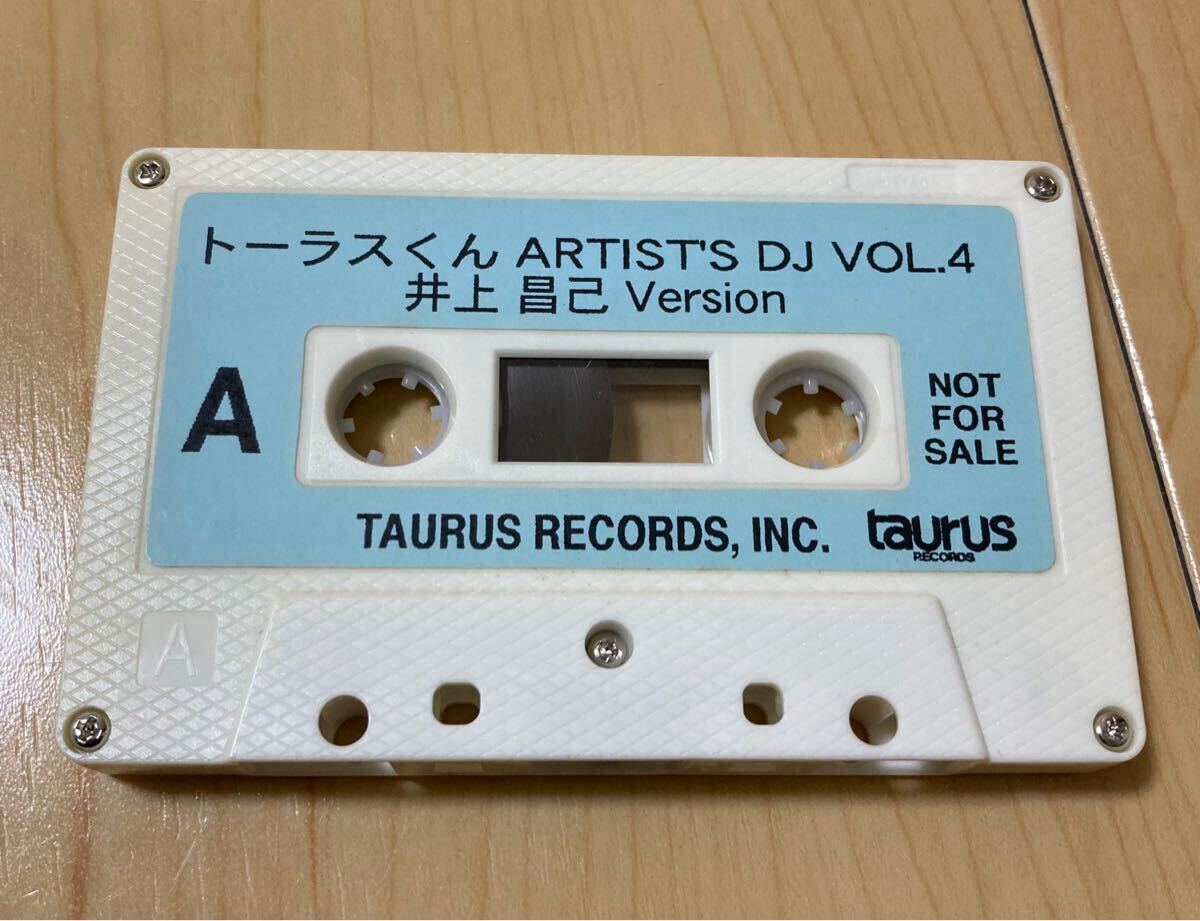 トーラスくん ARTIST'S DJ VOL.4
井上 昌己 Version
A
NOT
FOR
SALE
TAURUS RECORDS, INC.
taurus
RECORDS
A